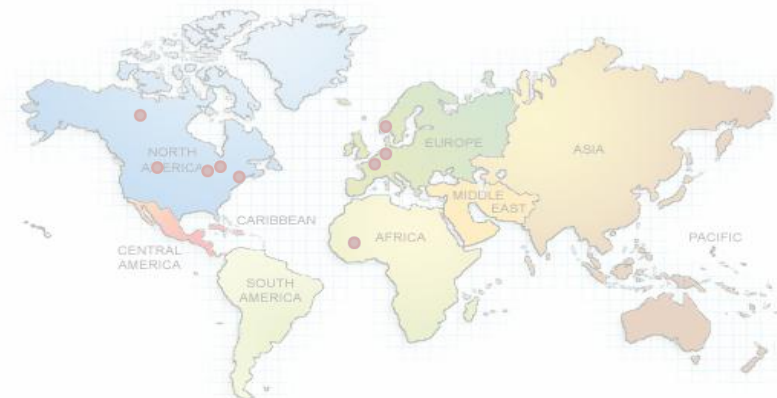 NORTH
AMERICA
EUROPE
ASIA
MIDDLE
EAST
CARIBBEAN
AFRICA
PACIFIC
CENTRAL
AMERICA
SOUTH
AMERICA